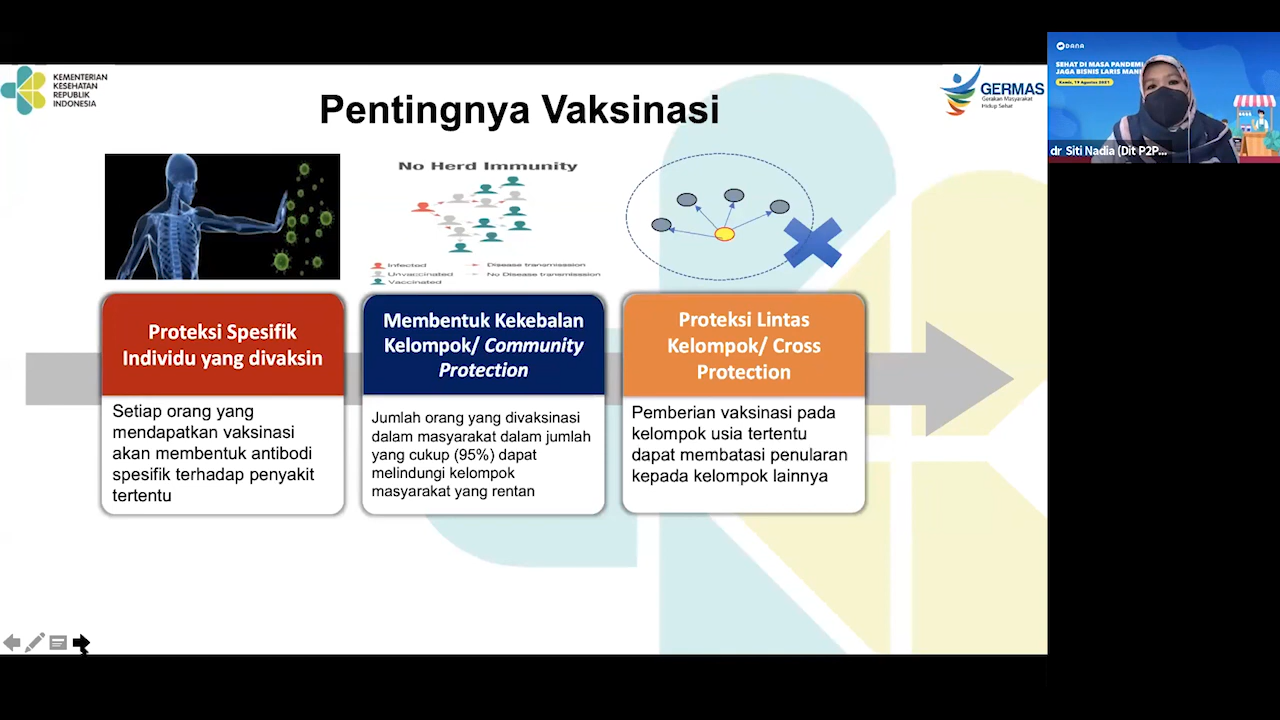 KEMENTERIAN
KESEHATAN
REPUBLIK
INDONESIA
Pentingnya Vaksinasi
GERMAS
Gerakan Masyarakat
Hidup Sehat
DANA
SEHAT DI MASA PANDEMI
JAGA BISNIS LARIS MANI
Kamis, 19 Agustus 2021
dr Siti Nadia (Dit P2P...
No Herd Immunity
Infected
Disease transmission
Unvaccinated
No Disease transmission
Vaccinated
Proteksi Spesifik
Individu yang divaksin
Setiap orang yang
mendapatkan vaksinasi
akan membentuk antibodi
spesifik terhadap penyakit
tertentu
Membentuk Kekebalan
Kelompok/ Community
Protection
Jumlah orang yang divaksinasi
dalam masyarakat dalam jumlah
yang cukup (95%) dapat
melindungi kelompok
masyarakat yang rentan
Proteksi Lintas
Kelompok/ Cross
Protection
Pemberian vaksinasi pada
kelompok usia tertentu
dapat membatasi penularan
kepada kelompok lainnya